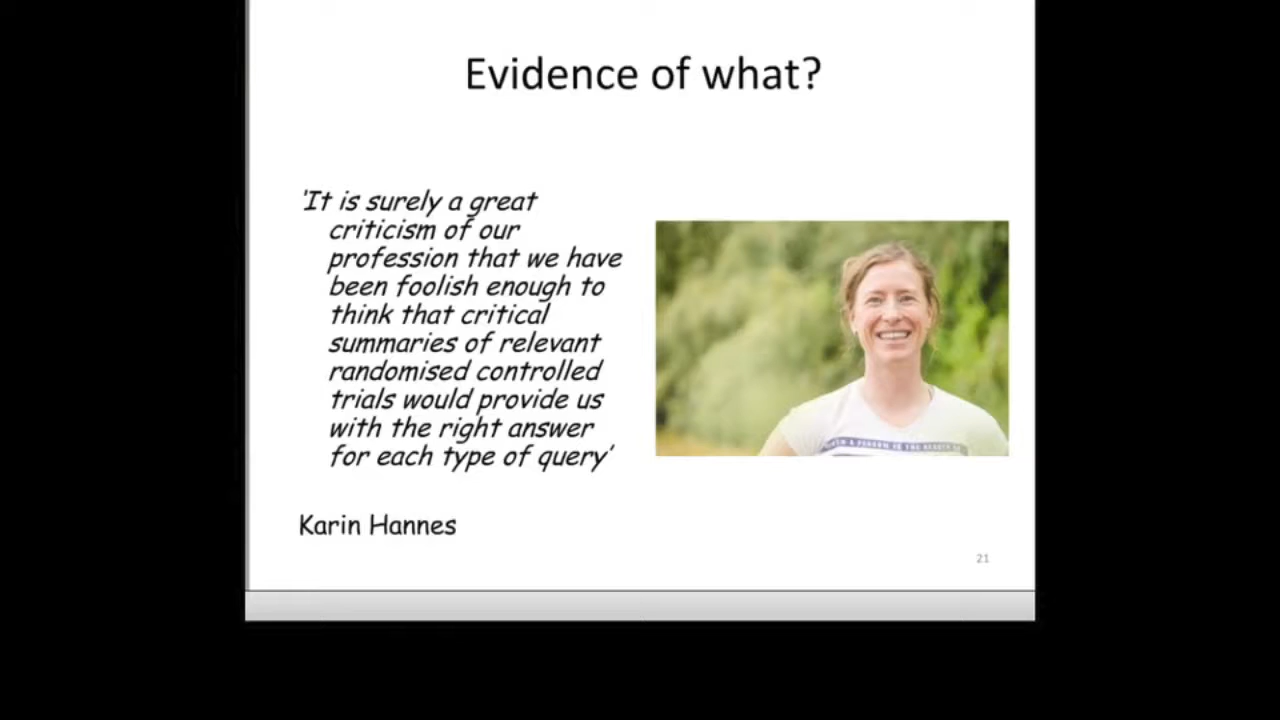 Evidence of what?
‘It is surely a great
criticism of our
profession that we have
been foolish enough to
think that critical
summaries of relevant
randomised controlled
trials would provide us
with the right answer
for each type of query’
Karin Hannes
21